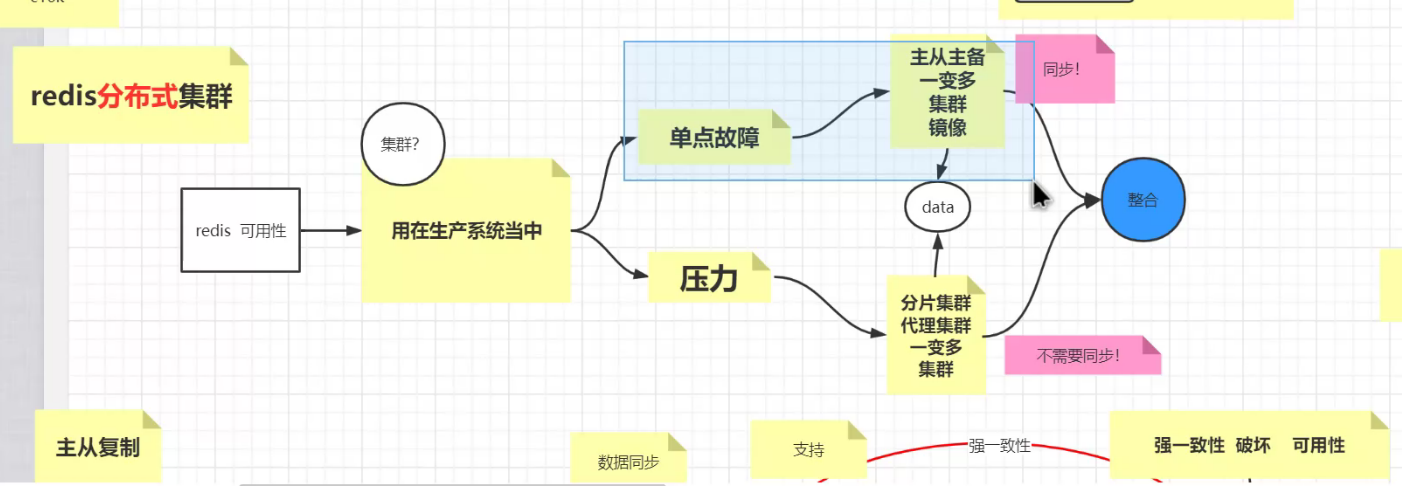 redis分布式集群
集群?
redis 可用性
用在生产系统当中
单点故障
主从主备
一变多
集群
镜像
同步!
data
整合
压力
分片集群
代理集群
一变多
集群
不需要同步!
主从复制
数据同步
支持
强一致性
强一致性 破坏 可用性